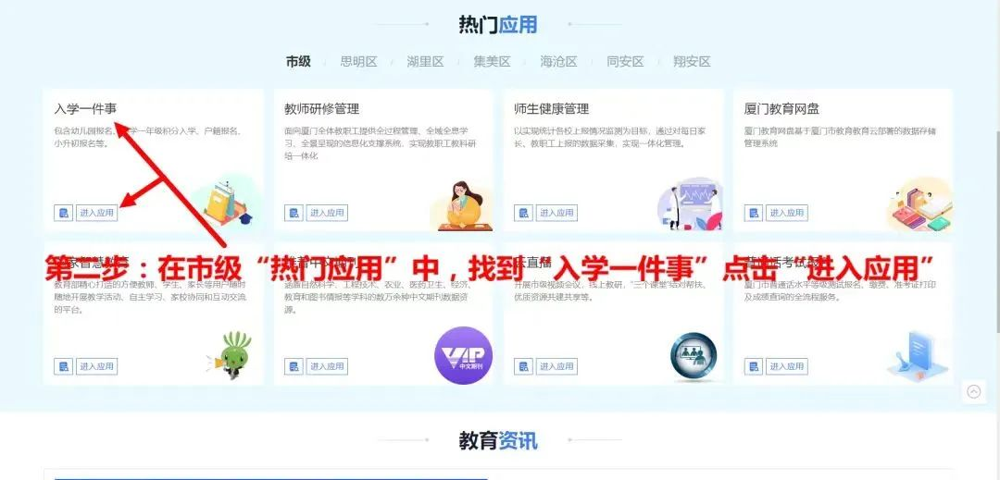 热门应用
市级 思明区 湖里区 集美区 海沧区 同安区 翔安区
入学一件事
包含幼儿园报名、
学一年级积分入学、户籍报名、
小升初报名等。
进入应用
教师研修管理
面向厦门全体教职工提供全过程管理、全域全息学
习、全景呈现的信息化支撑系统，实现教职工教科研
培一体化
进入应用
师生健康管理
以实现统计各校上报情况监测为目标，通过对每日家
长、教职工上报的数据采集，实现一体化管理。
进入应用
厦门教育网盘
厦门教育网盘基于厦门市教育教育云部署的数据存储
管理系统
进入应用
第二步：在市级“热门应用”中，找到“入学一件事”点击“进入应用”
教育部精心打造的方便教师、学生、家长等用户随时
随地开展教学活动、自主学习、家校协同和互动交流
的平台。
进入应用
涵盖自然科学、工程技术、农业、医药卫生、经济、
教育和图书情报等学科的数万余种中文期刊数据资
源。
VIP
中文期刊
进入应用
云直播
开展市级视频会议，线上教研，“三个课堂”结对帮扶、
优质资源共建共享等。
进入应用
厦门市普通话水平等级测试报名、缴费、准考证打印
及成绩查询的全流程服务。
进入应用
教育资讯